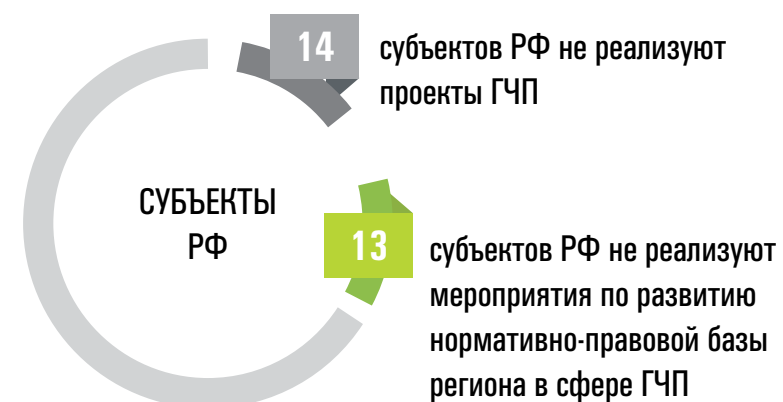 14
субъектов РФ не реализуют
проекты ГЧП
СУБЪЕКТЫ
РФ
13
субъектов РФ не реализуют
мероприятия по развитию
нормативно-правовой базы
региона в сфере ГЧП